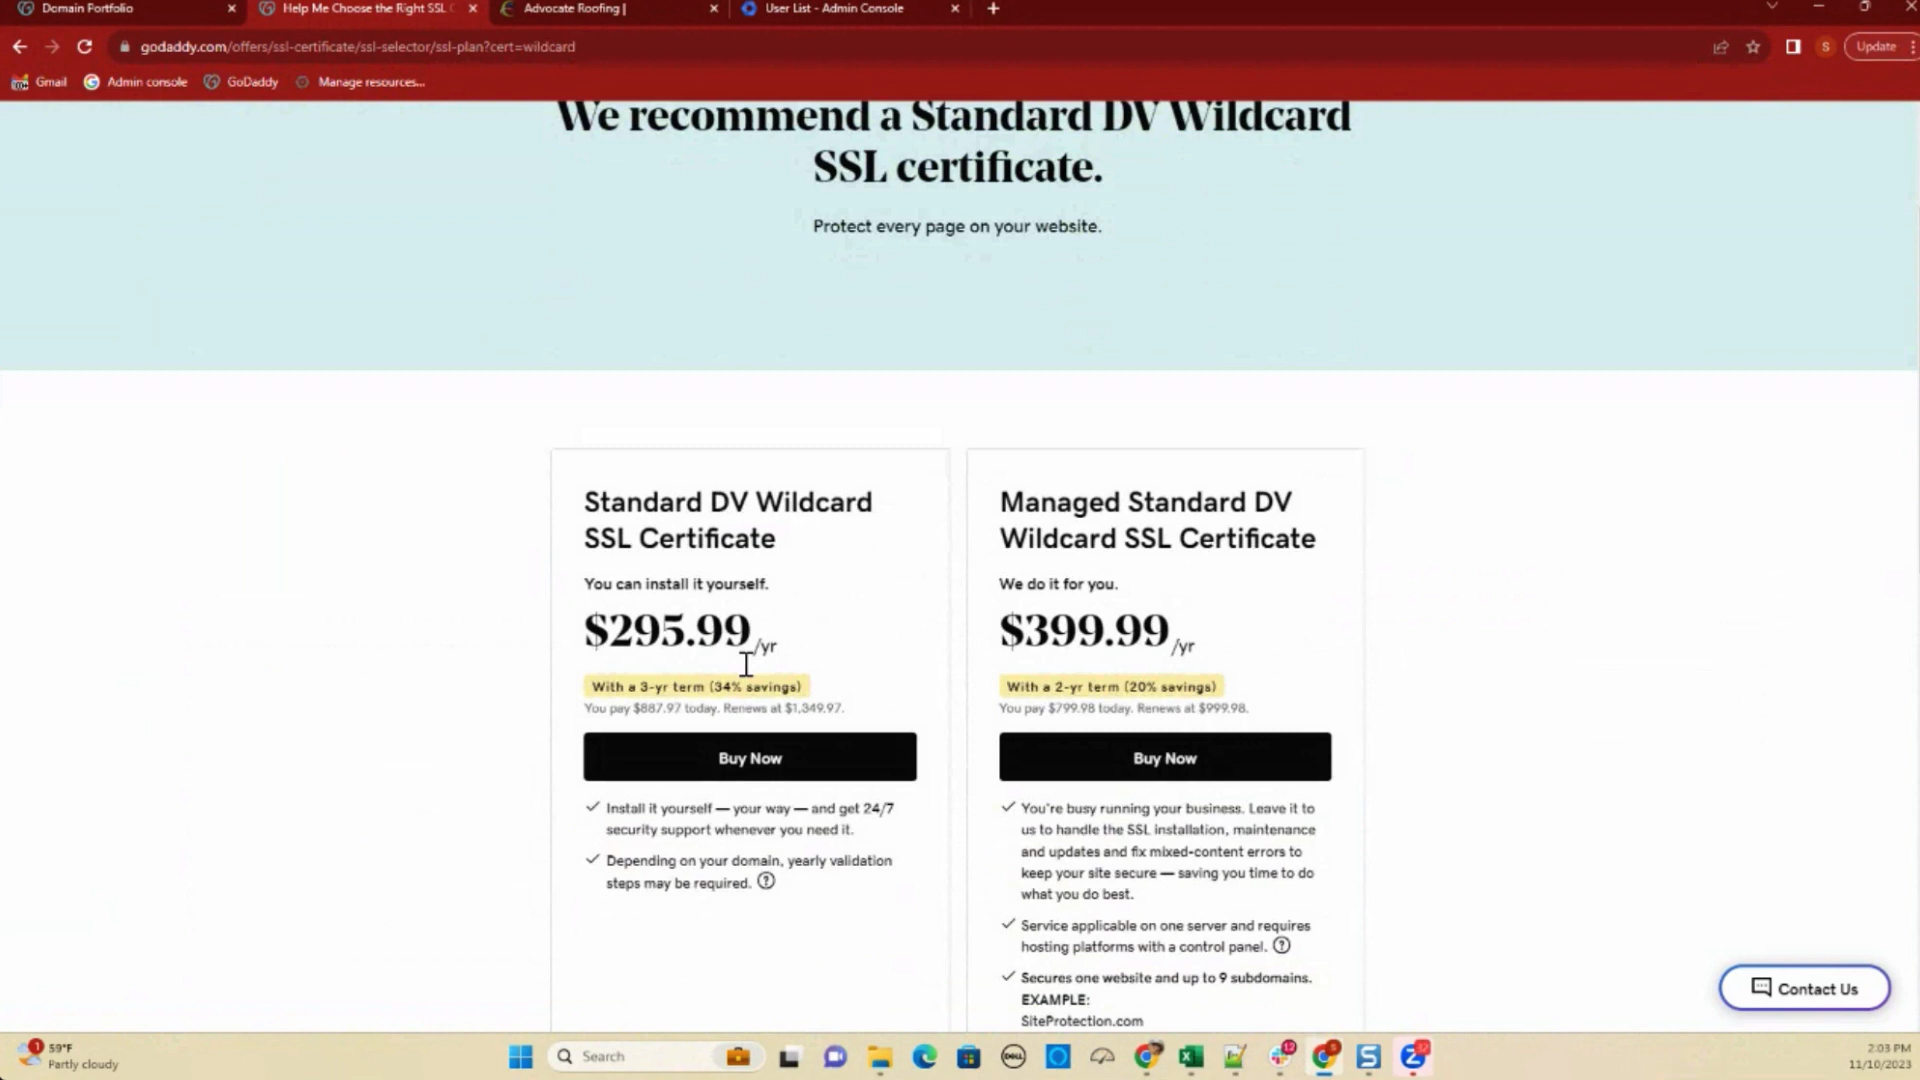 Domain Portfolio
Help Me Choose the Right SSL C
Advocate Roofing |
User List - Admin Console
godaddy.com/offers/ssl-certificate/ssl-selector/ssl-plan?cert=wildcard
S
Update
Gmail
Admin console
GoDaddy
Manage resources...
We recommend a Standard DV Wildcard
SSL certificate.
Protect every page on your website.
Standard DV Wildcard
SSL Certificate
You can install it yourself.
$295.99/yr
With a 3-yr term (34% savings)
You pay $887.97 today. Renews at $1,349.97.
Buy Now
✓ Install it yourself — your way — and get 24/7
security support whenever you need it.
✓ Depending on your domain, yearly validation
steps may be required. ?
Managed Standard DV
Wildcard SSL Certificate
We do it for you.
$399.99/yr
With a 2-yr term (20% savings)
You pay $799.98 today. Renews at $999.98.
Buy Now
✓ You're busy running your business. Leave it to
us to handle the SSL installation, maintenance
and updates and fix mixed-content errors to
keep your site secure — saving you time to do
what you do best.
✓ Service applicable on one server and requires
hosting platforms with a control panel. ?
✓ Secures one website and up to 9 subdomains.
EXAMPLE:
SiteProtection.com
Contact Us
1
59°F
Partly cloudy
Search
DELL
12
S
2:03 PM
11/10/2023